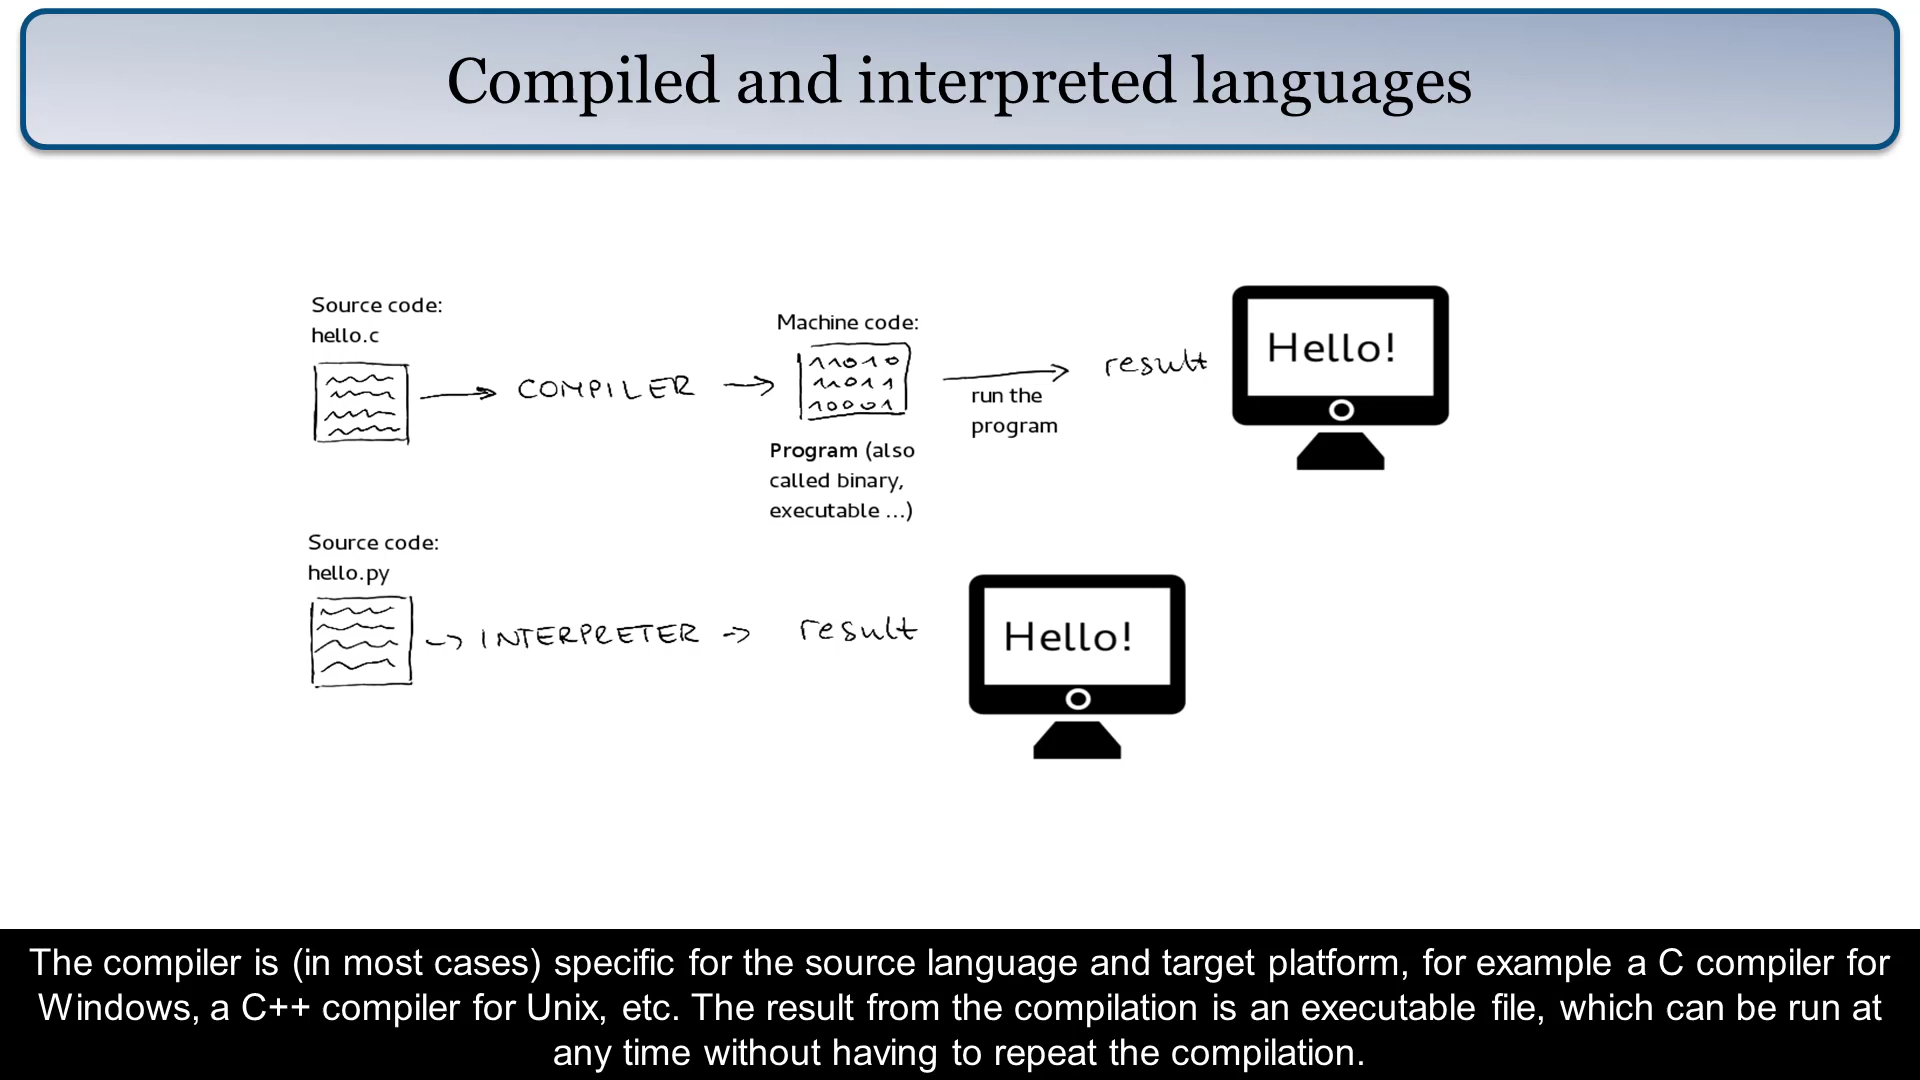 Compiled and interpreted languages
Source code:
hello.c
COMPILER
Machine code:
11010
11011
10001
Program (also
called binary,
executable ...)
run the
program
result
Hello!
Source code:
hello.py
INTERPRETER
result
Hello!
The compiler is (in most cases) specific for the source language and target platform, for example a C compiler for
Windows, a C++ compiler for Unix, etc. The result from the compilation is an executable file, which can be run at
any time without having to repeat the compilation.